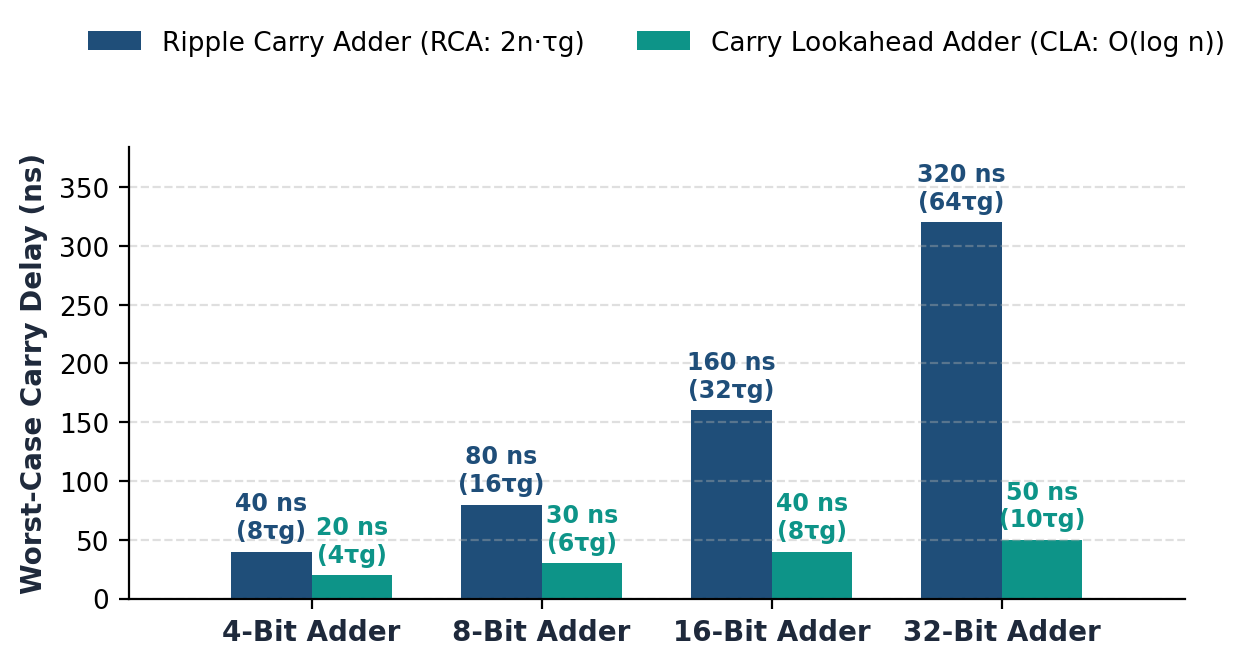 Ripple Carry Adder (RCA: 2n·τg)
Carry Lookahead Adder (CLA: O(log n))
Worst-Case Carry Delay (ns)
350
300
250
200
150
100
50
0
40 ns
(8τg)
20 ns
(4τg)
80 ns
(16τg)
30 ns
(6τg)
160 ns
(32τg)
40 ns
(8τg)
320 ns
(64τg)
50 ns
(10τg)
4-Bit Adder
8-Bit Adder
16-Bit Adder
32-Bit Adder